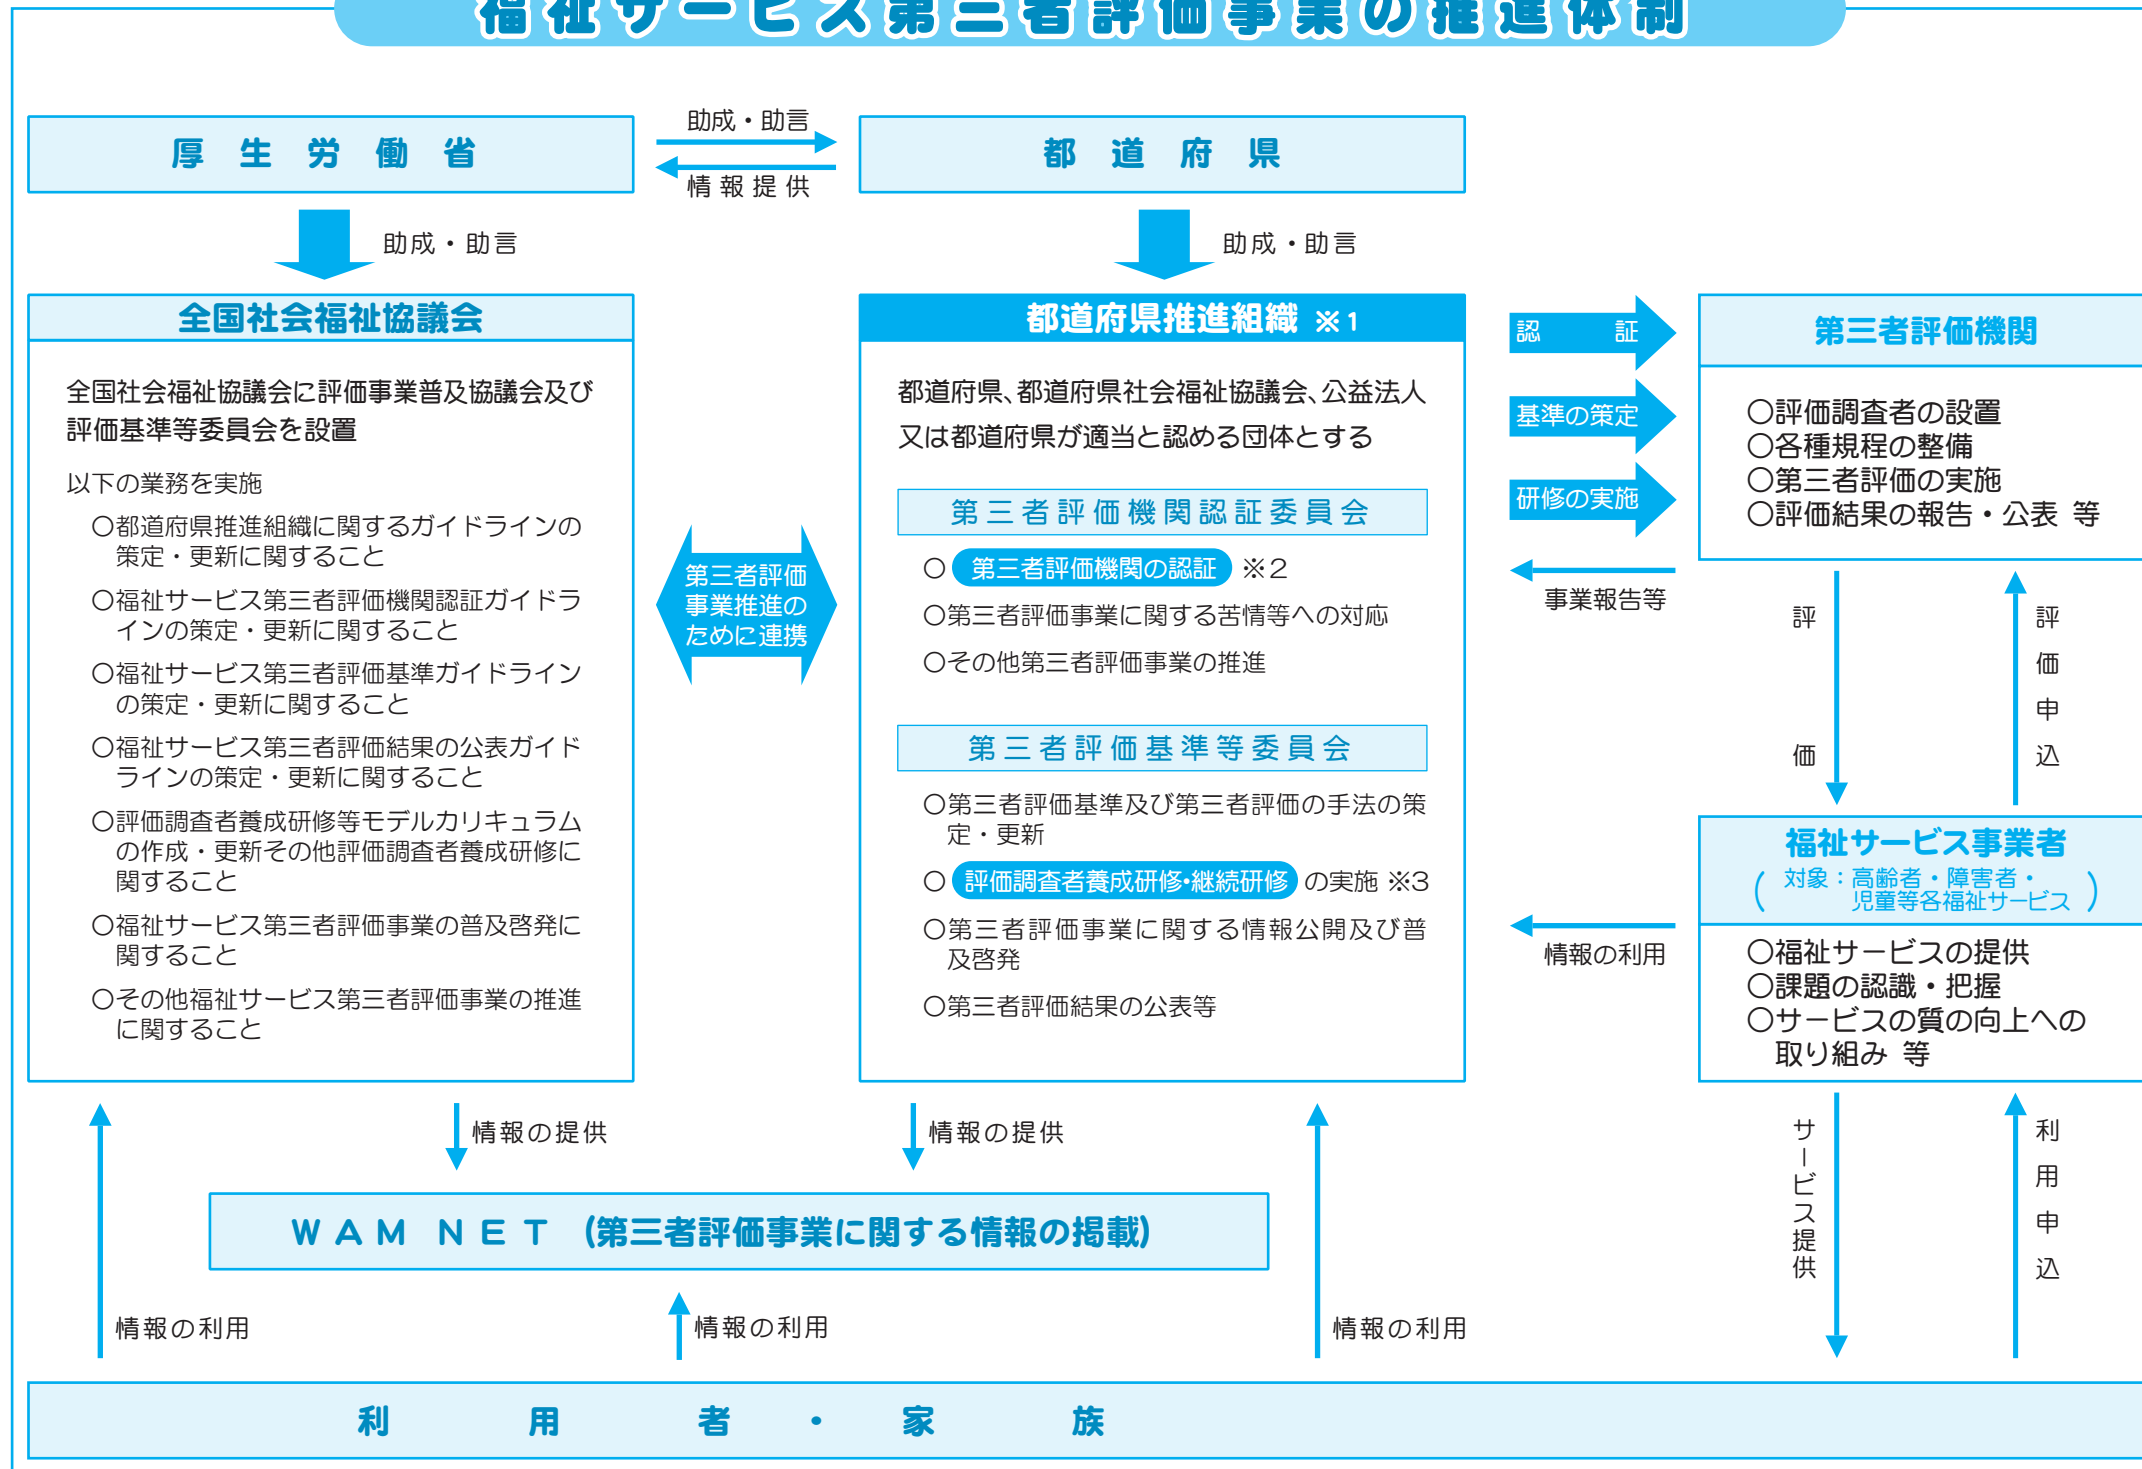 福祉サービス第三者評価事業の推進体制
厚生労働省
助成・助言
情報提供
都道府県
助成・助言
助成・助言
全国社会福祉協議会
全国社会福祉協議会に評価事業普及協議会及び
評価基準等委員会を設置
以下の業務を実施
○都道府県推進組織に関するガイドラインの
策定・更新に関すること
○福祉サービス第三者評価機関認証ガイドラ
インの策定・更新に関すること
○福祉サービス第三者評価基準ガイドライン
の策定・更新に関すること
○福祉サービス第三者評価結果の公表ガイド
ラインの策定・更新に関すること
○評価調査者養成研修等モデルカリキュラム
の作成・更新その他評価調査者養成研修に
関すること
○福祉サービス第三者評価事業の普及啓発に
関すること
○その他福祉サービス第三者評価事業の推進
に関すること
第三者評価
事業推進の
ために連携
都道府県推進組織 ※1
都道府県、都道府県社会福祉協議会、公益法人
又は都道府県が適当と認める団体とする
第三者評価機関認証委員会
○第三者評価機関の認証 ※2
○第三者評価事業に関する苦情等への対応
○その他第三者評価事業の推進
第三者評価基準等委員会
○第三者評価基準及び第三者評価の手法の策
定・更新
○評価調査者養成研修・継続研修の実施 ※3
○第三者評価事業に関する情報公開及び普
及啓発
○第三者評価結果の公表等
認証
基準の策定
研修の実施
事業報告等
第三者評価機関
○評価調査者の設置
○各種規程の整備
○第三者評価の実施
○評価結果の報告・公表 等
評価
評価申込
福祉サービス事業者
(対象：高齢者・障害者・
児童等各福祉サービス)
○福祉サービスの提供
○課題の認識・把握
○サービスの質の向上への
取り組み 等
情報の利用
情報の提供
情報の提供
サービス提供
利用申込
WAM NET (第三者評価事業に関する情報の掲載)
情報の利用
情報の利用
情報の利用
利用者・家族